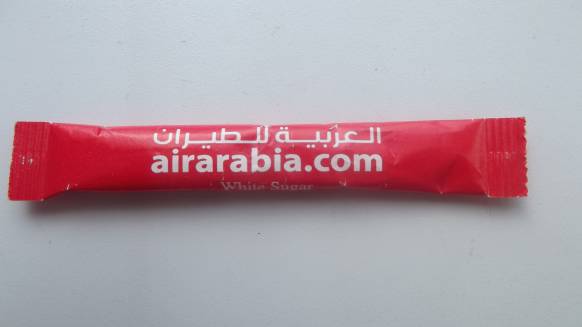 العربية للطيران
airarabia.com
White Sugar